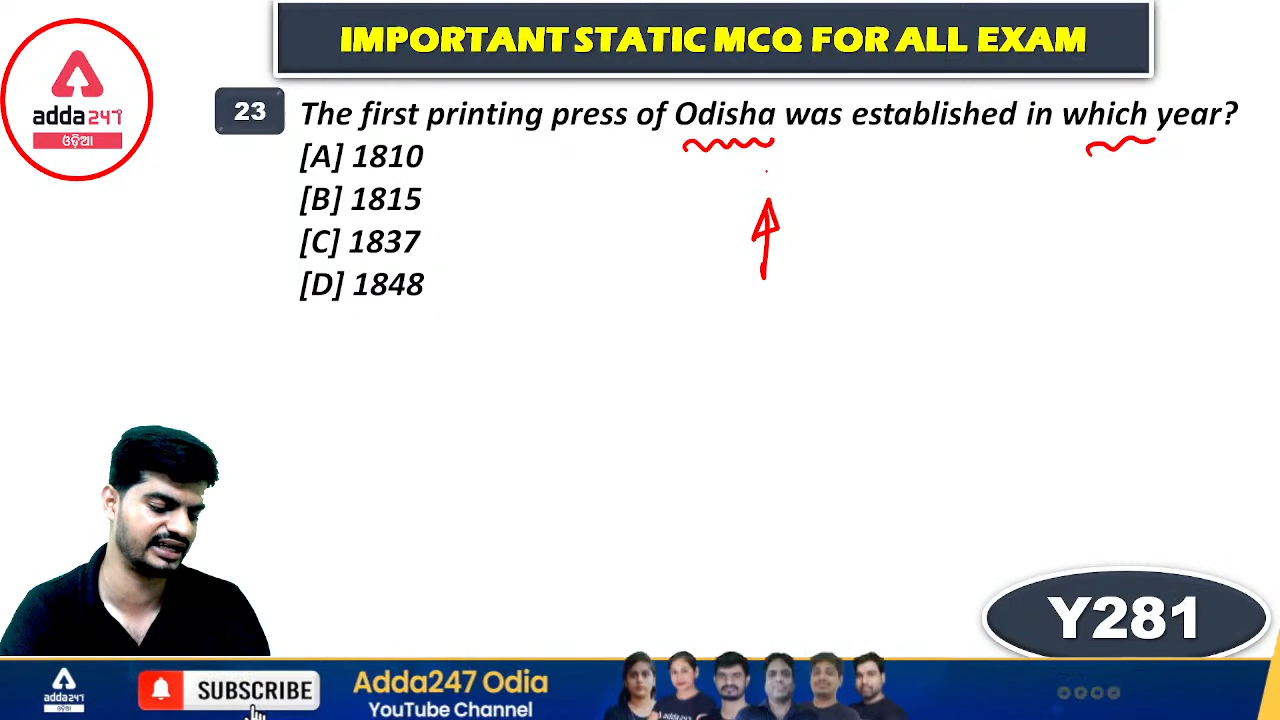 IMPORTANT STATIC MCQ FOR ALL EXAM
adda247
ଓଡ଼ିଆ
23 The first printing press of Odisha was established in which year?
[A] 1810
[B] 1815
[C] 1837
[D] 1848
Y281
adda247
ଓଡ଼ିଆ
SUBSCRIBE
Adda247 Odia
YouTube Channel
adda247